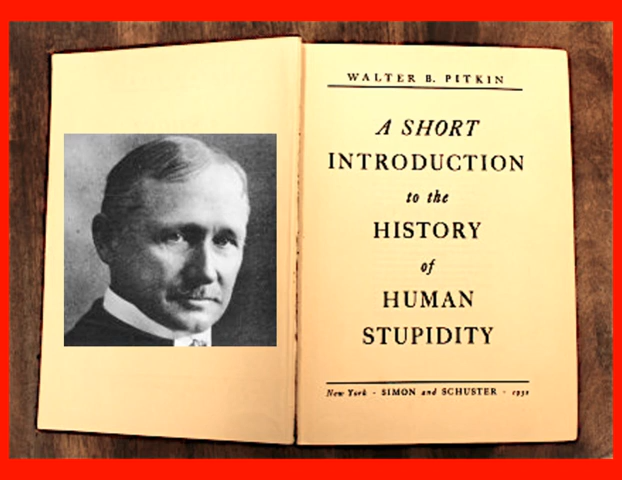 WALTER B. PITKIN
A SHORT
INTRODUCTION
to the
HISTORY
of
HUMAN
STUPIDITY
New York · SIMON and SCHUSTER · 1932